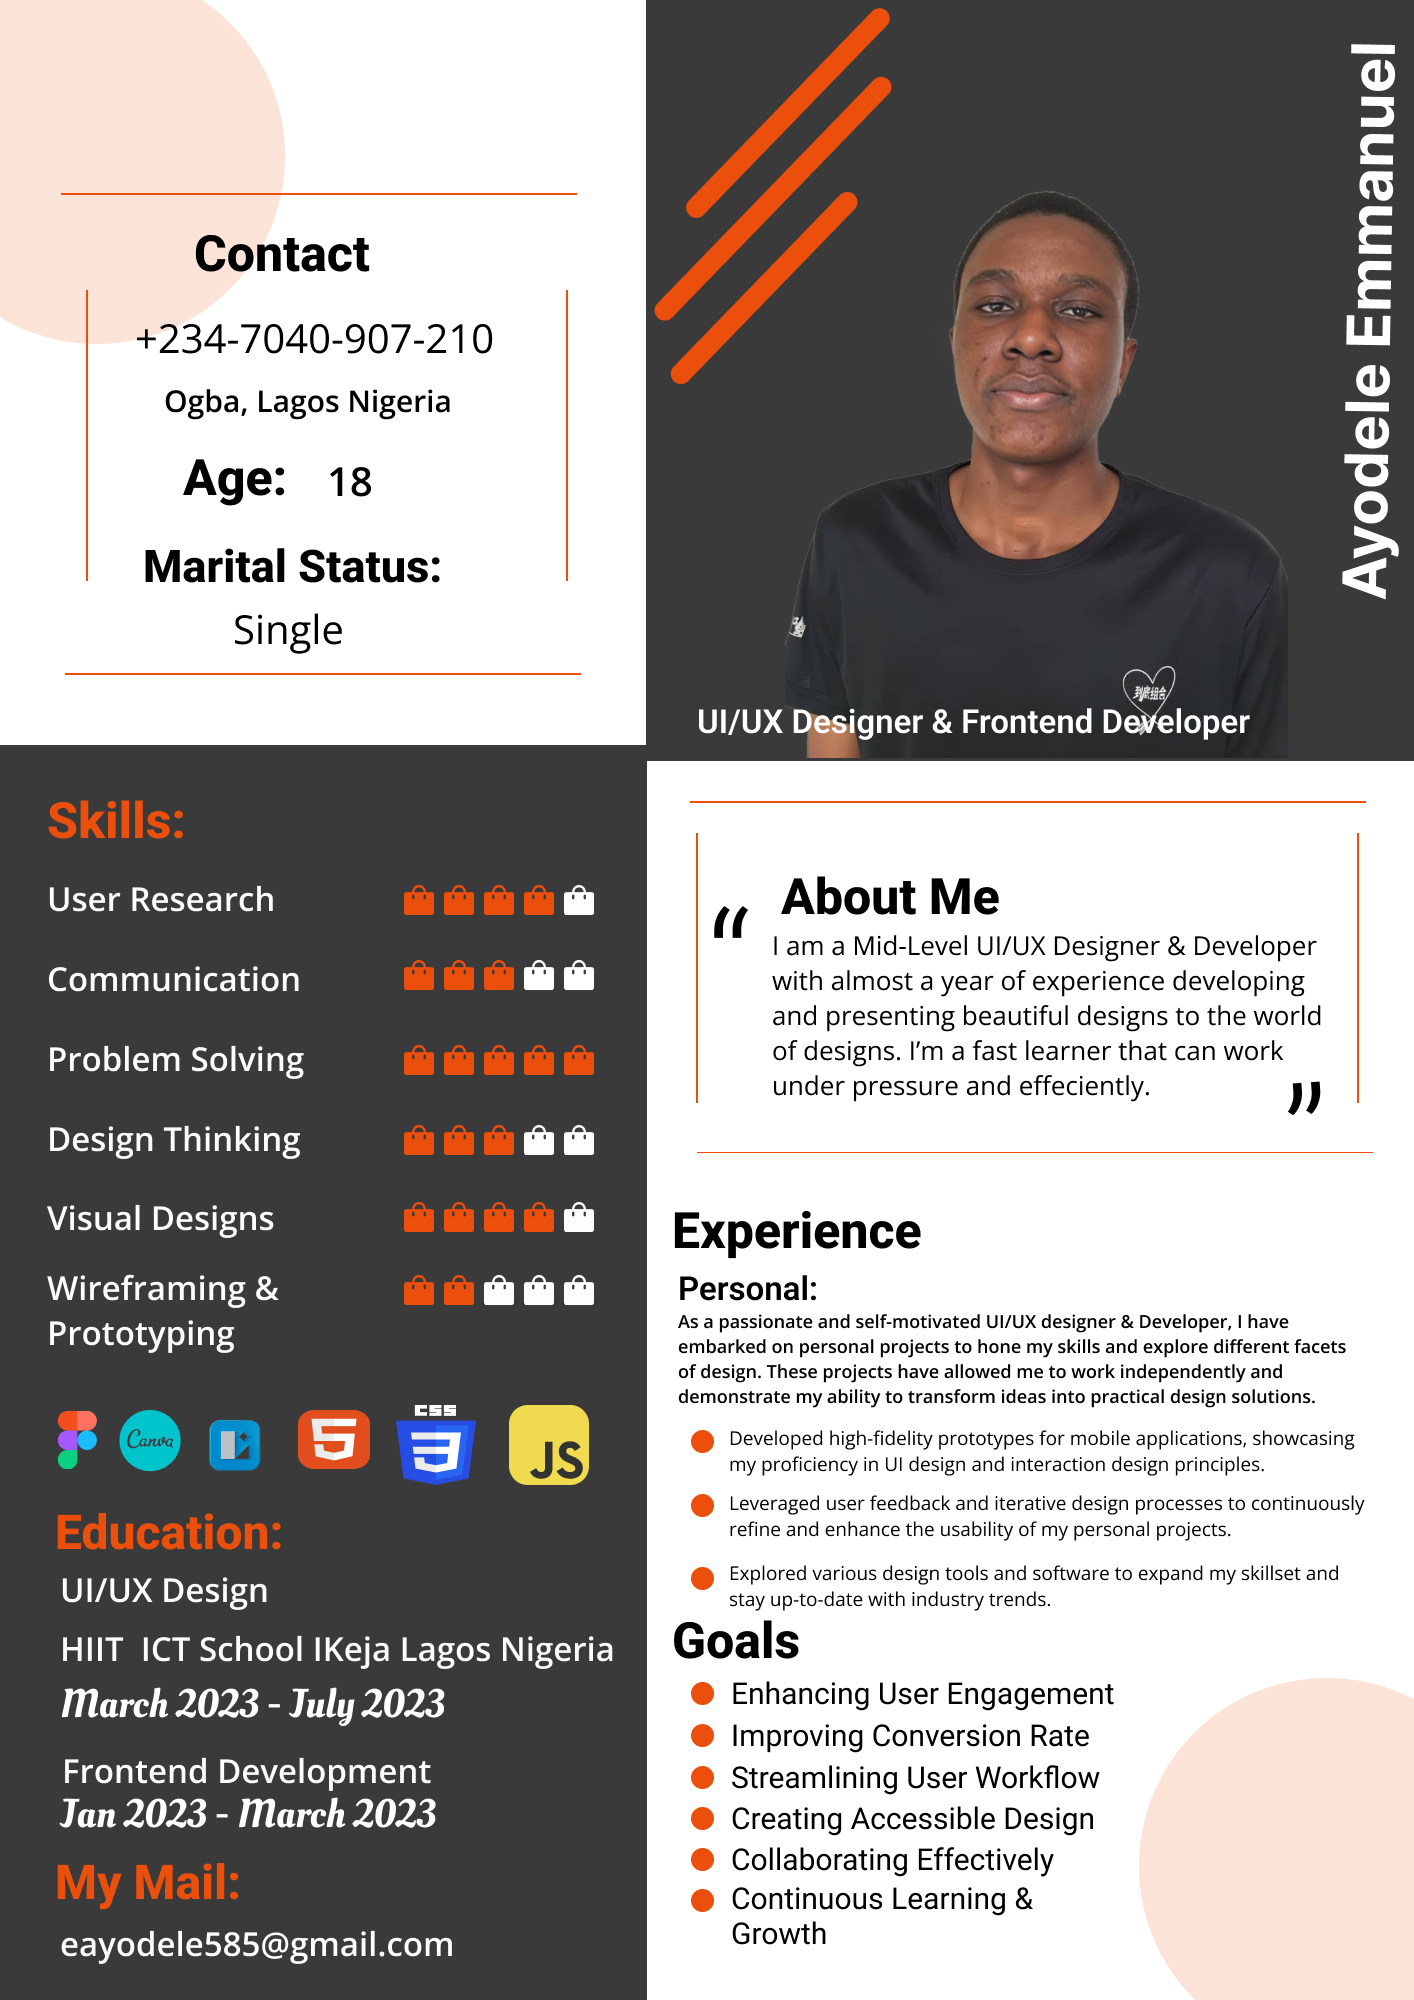 Contact
+234-7040-907-210
Ogba, Lagos Nigeria
Age: 18
Marital Status:
Single
Ayodele Emmanuel
到底组合
UI/UX Designer & Frontend Developer
Skills:
User Research
Communication
Problem Solving
Design Thinking
Visual Designs
Wireframing &
Prototyping
Canva
5
CSS
3
JS
Education:
UI/UX Design
HIIT ICT School IKeja Lagos Nigeria
March 2023 - July 2023
Frontend Development
Jan 2023 - March 2023
My Mail:
eayodele585@gmail.com
“ About Me
I am a Mid-Level UI/UX Designer & Developer
with almost a year of experience developing
and presenting beautiful designs to the world
of designs. I’m a fast learner that can work
under pressure and effeciently. ”
Experience
Personal:
As a passionate and self-motivated UI/UX designer & Developer, I have
embarked on personal projects to hone my skills and explore different facets
of design. These projects have allowed me to work independently and
demonstrate my ability to transform ideas into practical design solutions.
Developed high-fidelity prototypes for mobile applications, showcasing
my proficiency in UI design and interaction design principles.
Leveraged user feedback and iterative design processes to continuously
refine and enhance the usability of my personal projects.
Explored various design tools and software to expand my skillset and
stay up-to-date with industry trends.
Goals
Enhancing User Engagement
Improving Conversion Rate
Streamlining User Workflow
Creating Accessible Design
Collaborating Effectively
Continuous Learning &
Growth